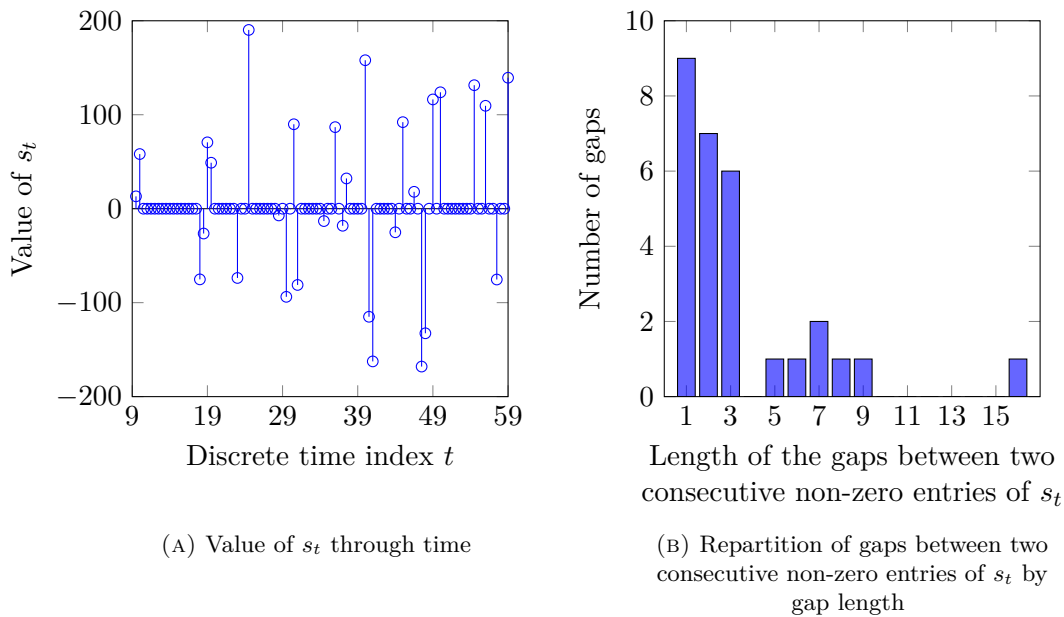 200
100
0
−100
−200
9 19 29 39 49 59
Value of s_t
Discrete time index t
(A) Value of s_t through time
10
8
6
4
2
0
1 3 5 7 9 11 13 15
Number of gaps
Length of the gaps between two
consecutive non-zero entries of s_t
(B) Repartition of gaps between two
consecutive non-zero entries of s_t by
gap length